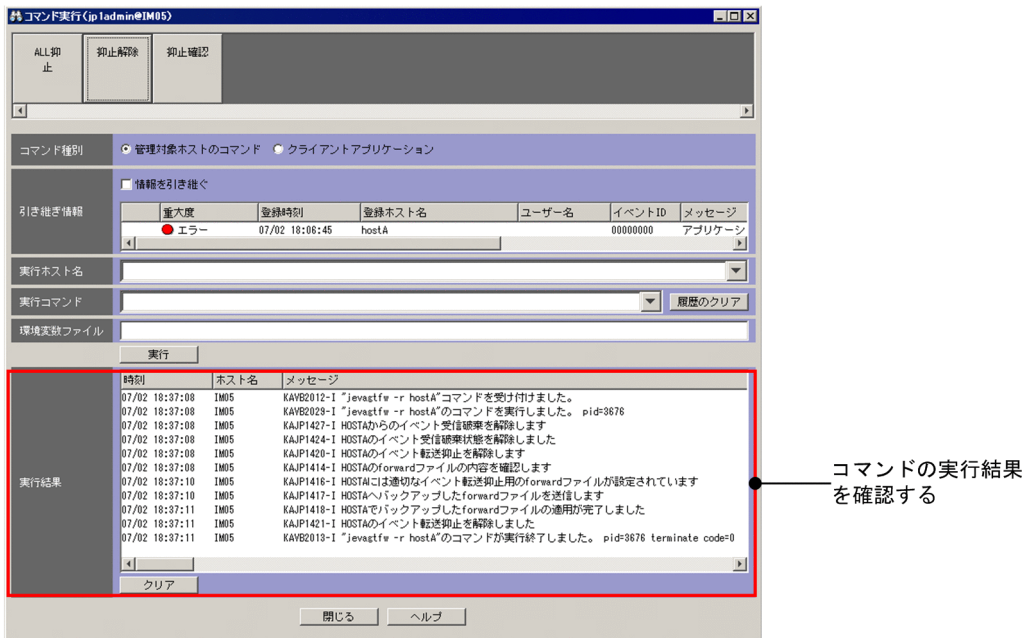 コマンド実行(jp1admin@IM05)
ALL抑止
抑止解除
抑止確認
コマンド種別
管理対象ホストのコマンド クライアントアプリケーション
引き継ぎ情報
情報を引き継ぐ
重大度 登録時刻 登録ホスト名 ユーザー名 イベントID メッセージ
エラー 07/02 18:06:45 hostA 00000000 アプリケーシ
実行ホスト名
実行コマンド
履歴のクリア
環境変数ファイル
実行
実行結果
時刻 ホスト名 メッセージ
07/02 18:37:08 IM05 KAVB2012-I "jevagtfw -r hostA"コマンドを受け付けました。
07/02 18:37:08 IM05 KAVB2029-I "jevagtfw -r hostA"のコマンドを実行しました。 pid=3676
07/02 18:37:08 IM05 KAJP1427-I HOSTAからのイベント受信破棄を解除します
07/02 18:37:08 IM05 KAJP1424-I HOSTAのイベント受信破棄状態を解除しました
07/02 18:37:08 IM05 KAJP1420-I HOSTAのイベント転送抑止を解除します
07/02 18:37:08 IM05 KAJP1414-I HOSTAのforwardファイルの内容を確認します
07/02 18:37:10 IM05 KAJP1416-I HOSTAには適切なイベント転送抑止用のforwardファイルが設定されています
07/02 18:37:10 IM05 KAJP1417-I HOSTAへバックアップしたforwardファイルを送信します
07/02 18:37:11 IM05 KAJP1418-I HOSTAでバックアップしたforwardファイルの適用が完了しました
07/02 18:37:11 IM05 KAJP1421-I HOSTAのイベント転送抑止を解除しました
07/02 18:37:11 IM05 KAVB2013-I "jevagtfw -r hostA"のコマンドが実行終了しました。 pid=3676 terminate code=0
クリア
閉じる ヘルプ
コマンドの実行結果
を確認する